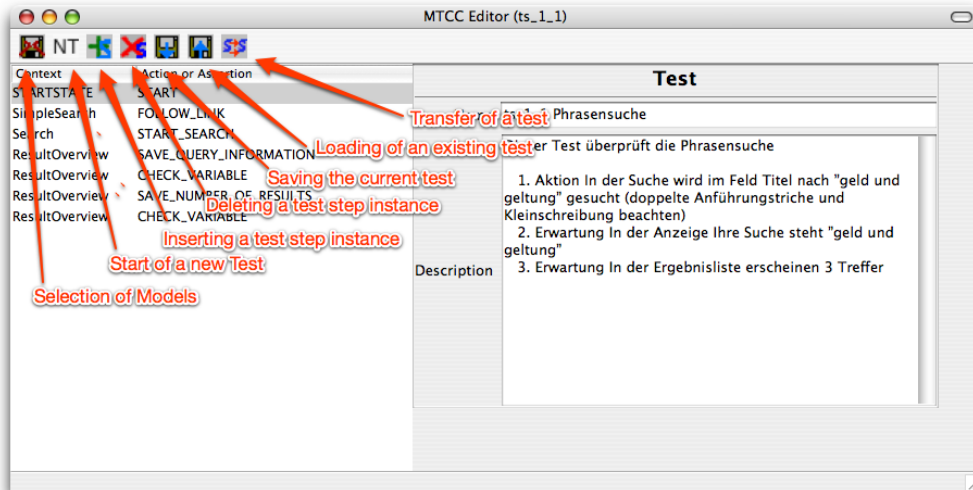 MTCC Editor (ts_1_1)
NT
Context Action or Assertion
STARTSTATE START
SimpleSearch FOLLOW_LINK
Search START_SEARCH
ResultOverview SAVE_QUERY_INFORMATION
ResultOverview CHECK_VARIABLE
ResultOverview SAVE_NUMBER_OF_RESULTS
ResultOverview CHECK_VARIABLE
Test
Phrasensuche
Test überprüft die Phrasensuche
1. Aktion In der Suche wird im Feld Titel nach "geld und
geltung" gesucht (doppelte Anführungstriche und
Kleinschreibung beachten)
2. Erwartung In der Anzeige Ihre Suche steht "geld und
geltung"
3. Erwartung In der Ergebnisliste erscheinen 3 Treffer
Description
Transfer of a test
Loading of an existing test
Saving the current test
Deleting a test step instance
Inserting a test step instance
Start of a new Test
Selection of Models